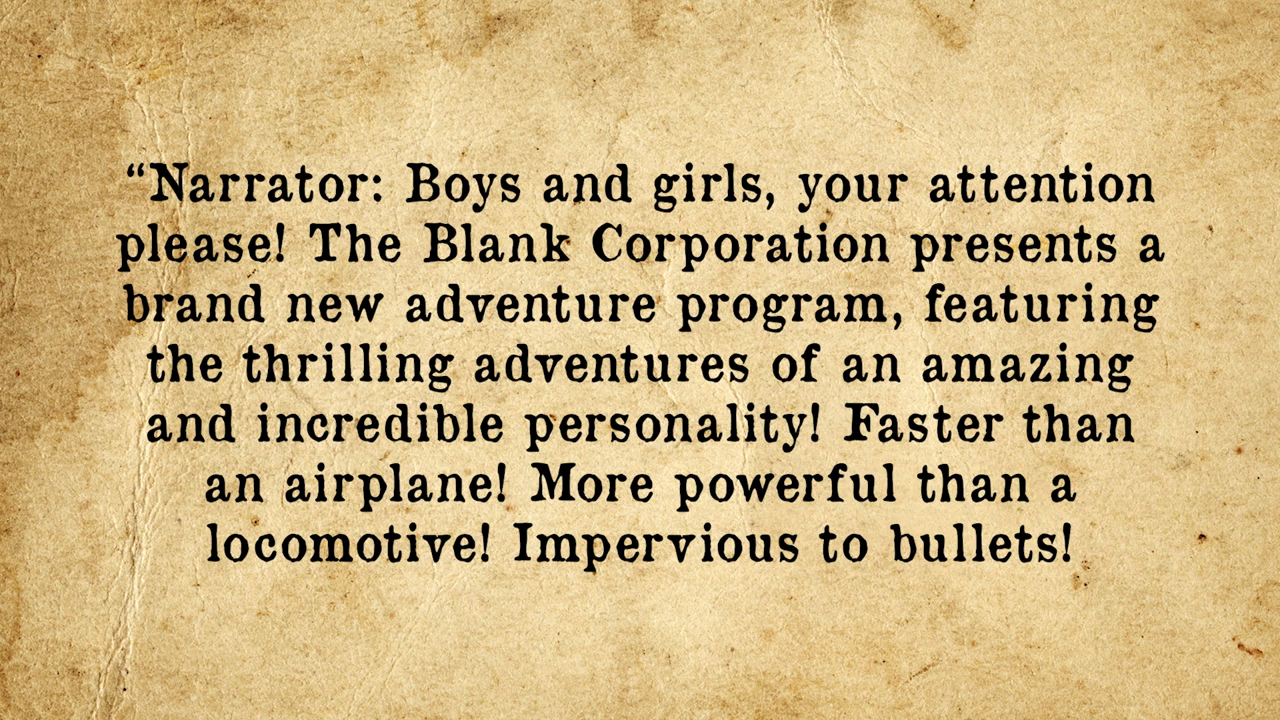 “Narrator: Boys and girls, your attention
please! The Blank Corporation presents a
brand new adventure program, featuring
the thrilling adventures of an amazing
and incredible personality! Faster than
an airplane! More powerful than a
locomotive! Impervious to bullets!